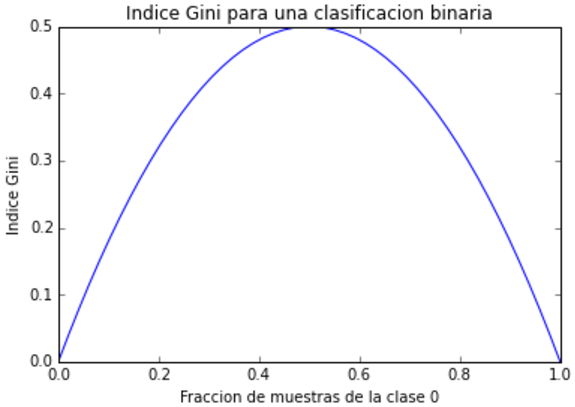 Indice Gini para una clasificacion binaria
0.5
0.4
0.3
0.2
0.1
0.0
Indice Gini
0.0 0.2 0.4 0.6 0.8 1.0
Fraccion de muestras de la clase 0